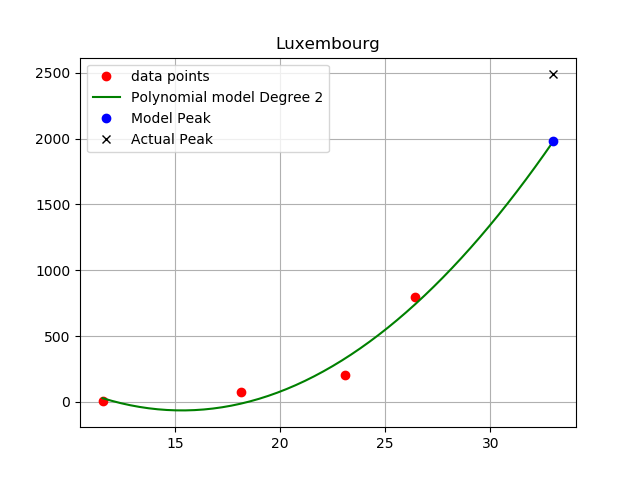 Luxembourg
data points
Polynomial model Degree 2
Model Peak
Actual Peak
2500
2000
1500
1000
500
0
15 20 25 30